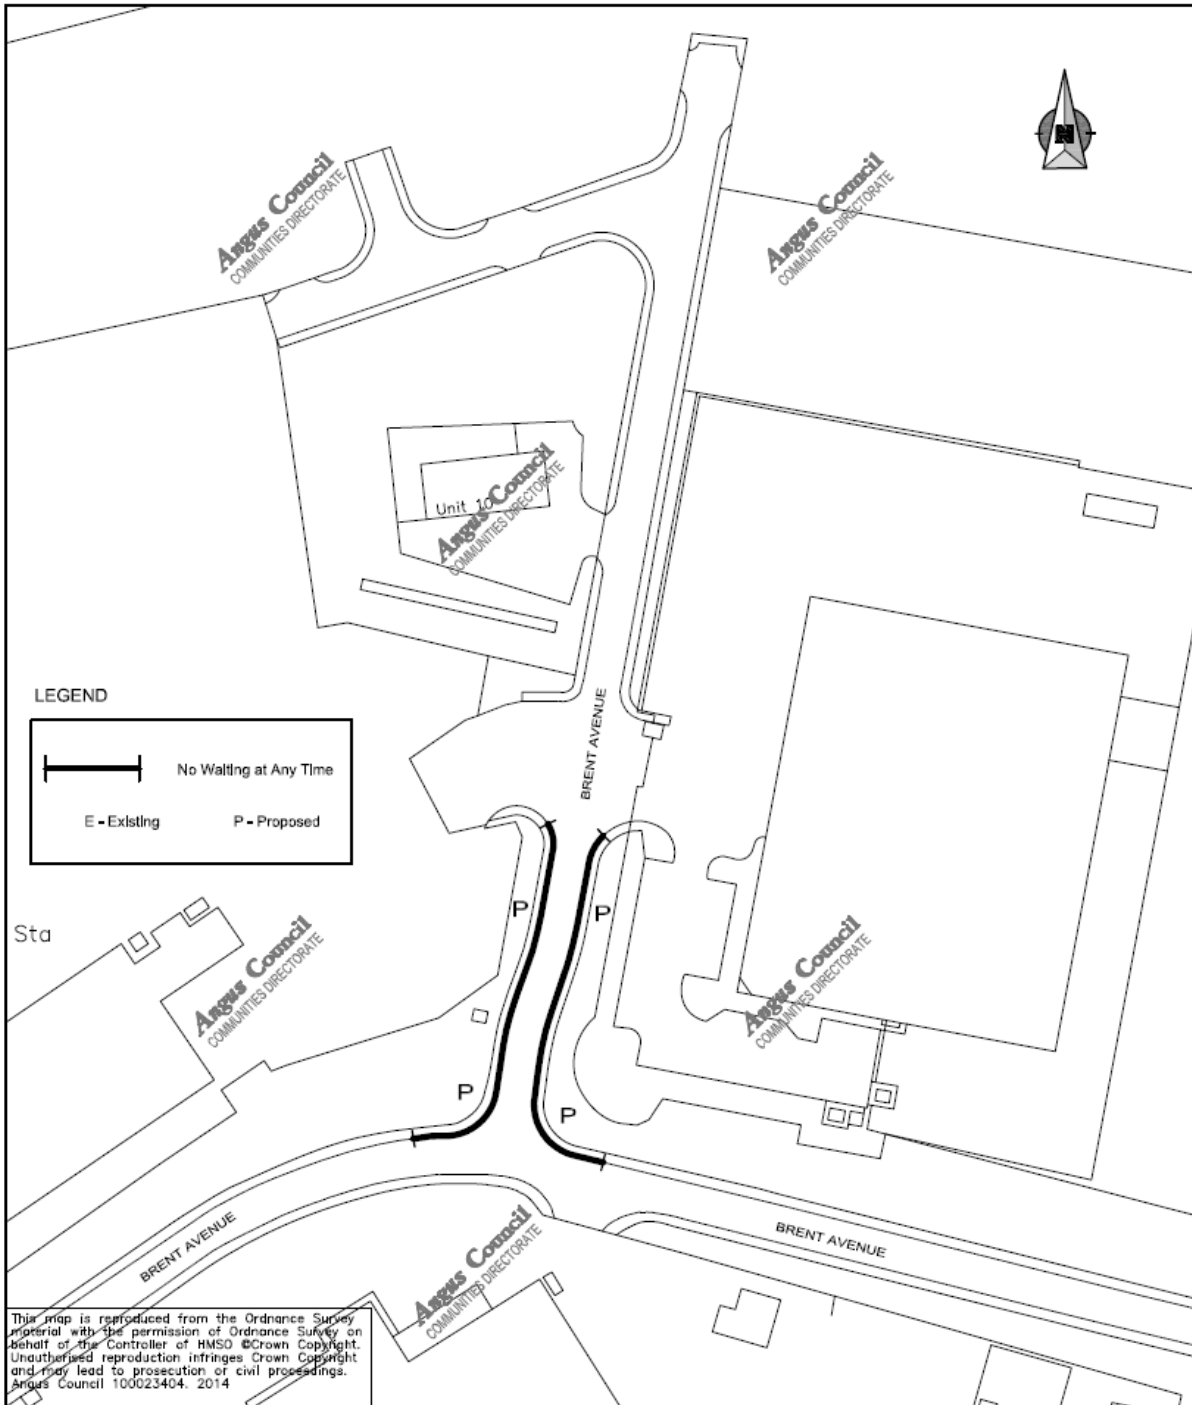 Angus Council
COMMUNITIES DIRECTORATE
Angus Council
COMMUNITIES DIRECTORATE
N
Unit 10
Angus Council
COMMUNITIES DIRECTORATE
LEGEND
No Waiting at Any Time
E - Existing P - Proposed
BRENT AVENUE
P
P
Sta
Angus Council
COMMUNITIES DIRECTORATE
Angus Council
COMMUNITIES DIRECTORATE
P
P
BRENT AVENUE
BRENT AVENUE
Angus Council
COMMUNITIES DIRECTORATE
This map is reproduced from the Ordnance Survey
material with the permission of Ordnance Survey on
behalf of the Controller of HMSO ©Crown Copyright.
Unauthorised reproduction infringes Crown Copyright
and may lead to prosecution or civil proceedings.
Angus Council 100023404. 2014